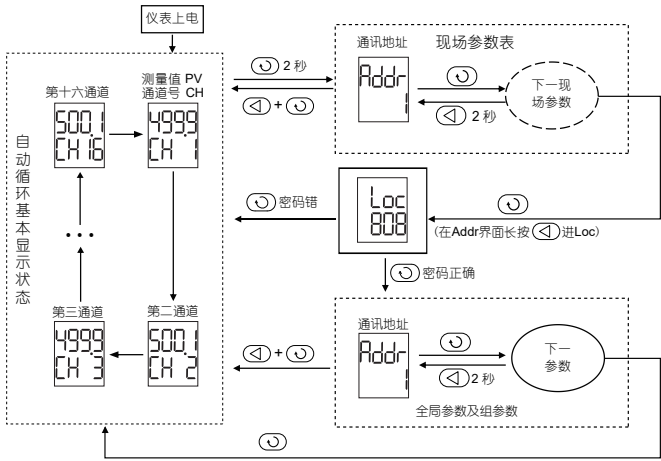 仪表上电
自动循环基本显示状态
第十六通道
500.1
CH 16
测量值 PV
通道号 CH
499.9
CH 1
...
第三通道
499.9
CH 3
第二通道
500.1
CH 2
2 秒
+
通讯地址
现场参数表
Addr
1
2 秒
下一现
场参数
密码错
Loc
808
(在Addr界面长按 进Loc)
密码正确
+
通讯地址
Addr
1
2 秒
下一
参数
全局参数及组参数